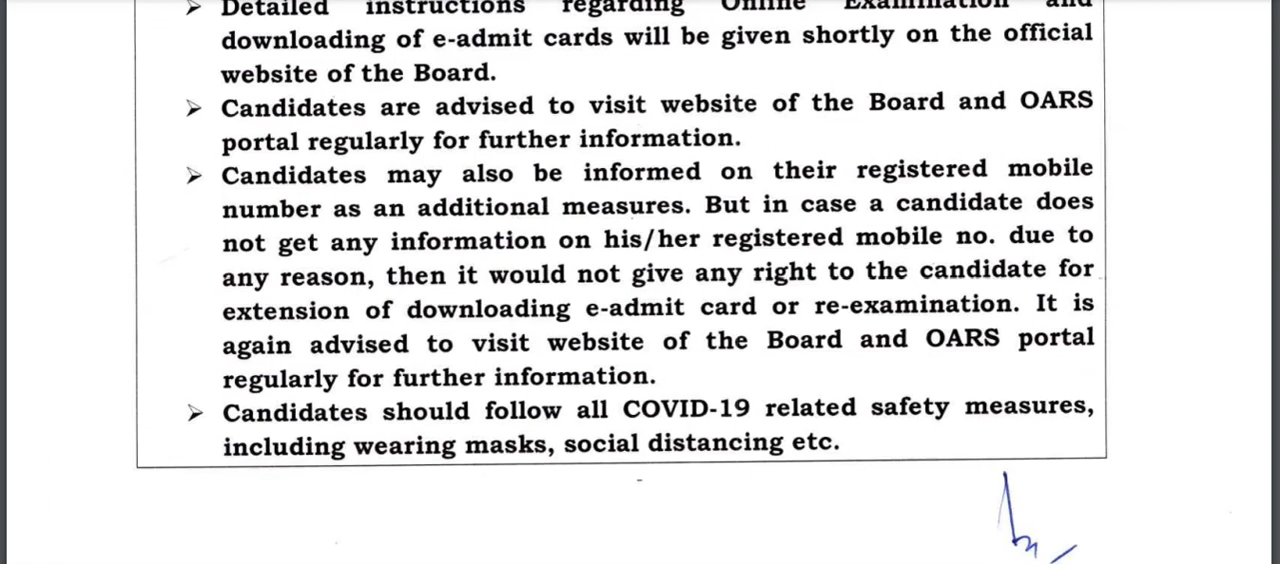 ➢ Detailed instructions regarding Online Examination and
downloading of e-admit cards will be given shortly on the official
website of the Board.
➢ Candidates are advised to visit website of the Board and OARS
portal regularly for further information.
➢ Candidates may also be informed on their registered mobile
number as an additional measures. But in case a candidate does
not get any information on his/her registered mobile no. due to
any reason, then it would not give any right to the candidate for
extension of downloading e-admit card or re-examination. It is
again advised to visit website of the Board and OARS portal
regularly for further information.
➢ Candidates should follow all COVID-19 related safety measures,
including wearing masks, social distancing etc.